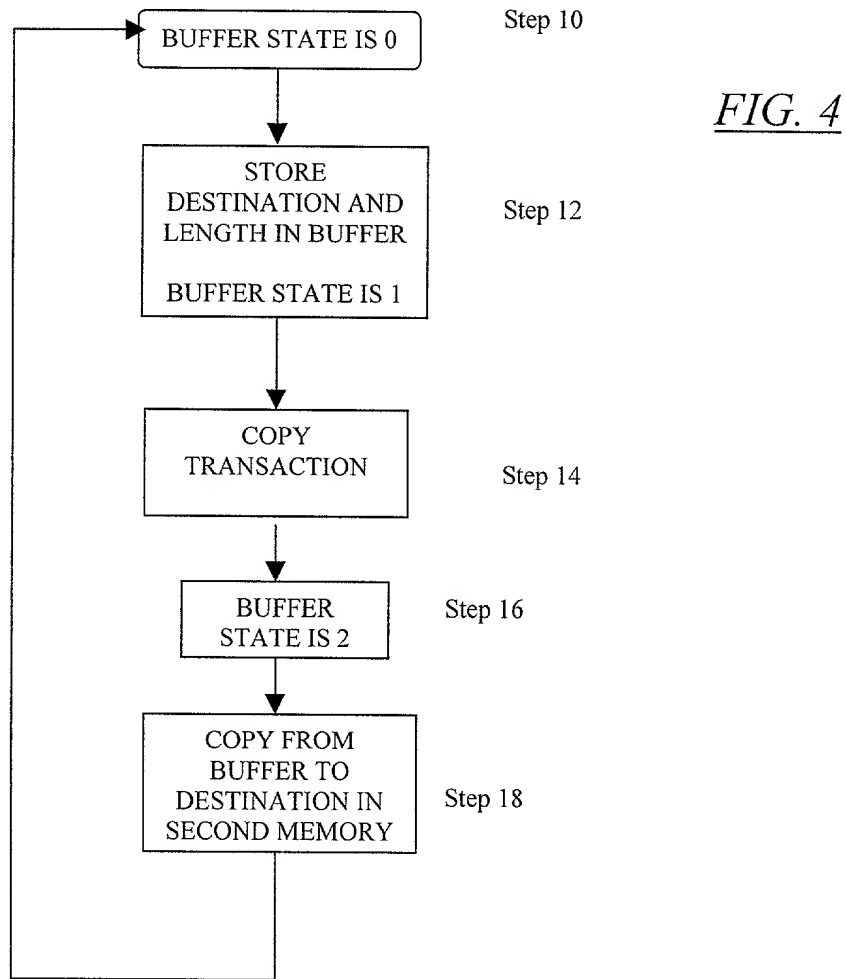 BUFFER STATE IS 0
Step 10
FIG. 4
STORE
DESTINATION AND
LENGTH IN BUFFER
BUFFER STATE IS 1
Step 12
COPY
TRANSACTION
Step 14
BUFFER
STATE IS 2
Step 16
COPY FROM
BUFFER TO
DESTINATION IN
SECOND MEMORY
Step 18